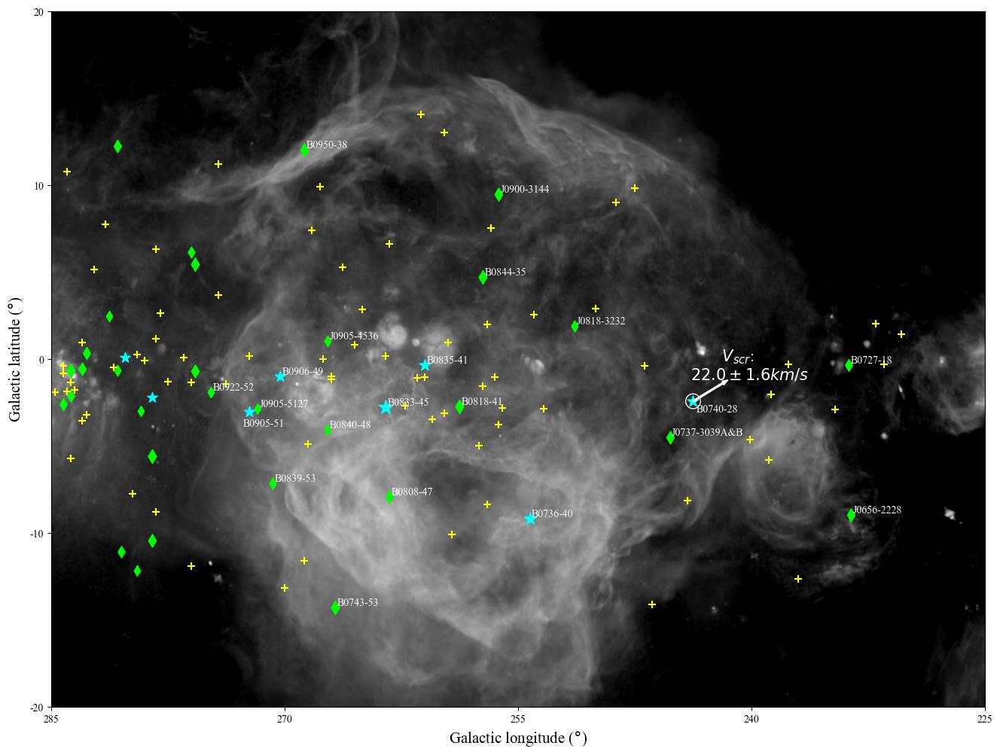 20
10
0
-10
-20
Galactic latitude (°)
285
270
255
240
225
Galactic longitude (°)
B0950-38
J0900-3144
B0844-35
J0818-3232
J0905-4536
B0835-41
B0906-49
B0922-52
J0905-5127
B0905-51
B0833-45
B0818-41
B0840-48
V_scr:
22.0 ± 1.6km/s
B0740-28
J0737-3039A&B
B0727-18
B0839-53
B0808-47
B0736-40
J0656-2228
B0743-53